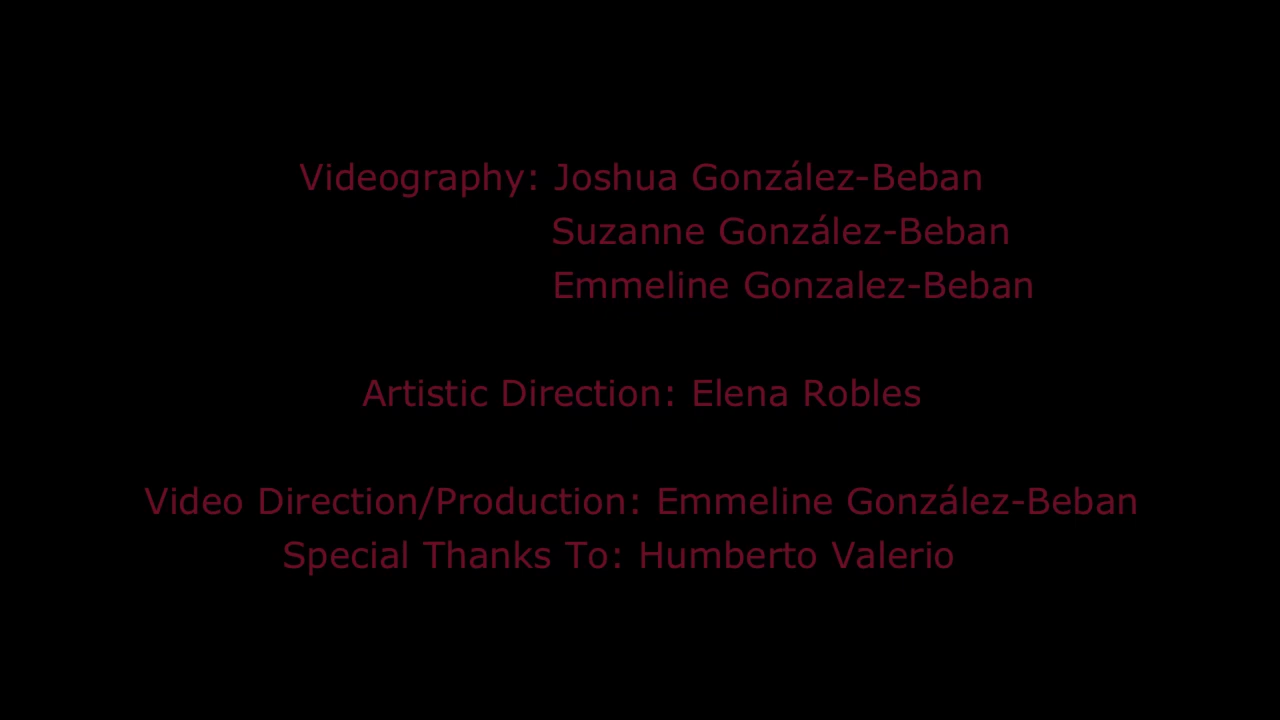 Videography: Joshua González-Beban
Suzanne González-Beban
Emmeline Gonzalez-Beban
Artistic Direction: Elena Robles
Video Direction/Production: Emmeline González-Beban
Special Thanks To: Humberto Valerio